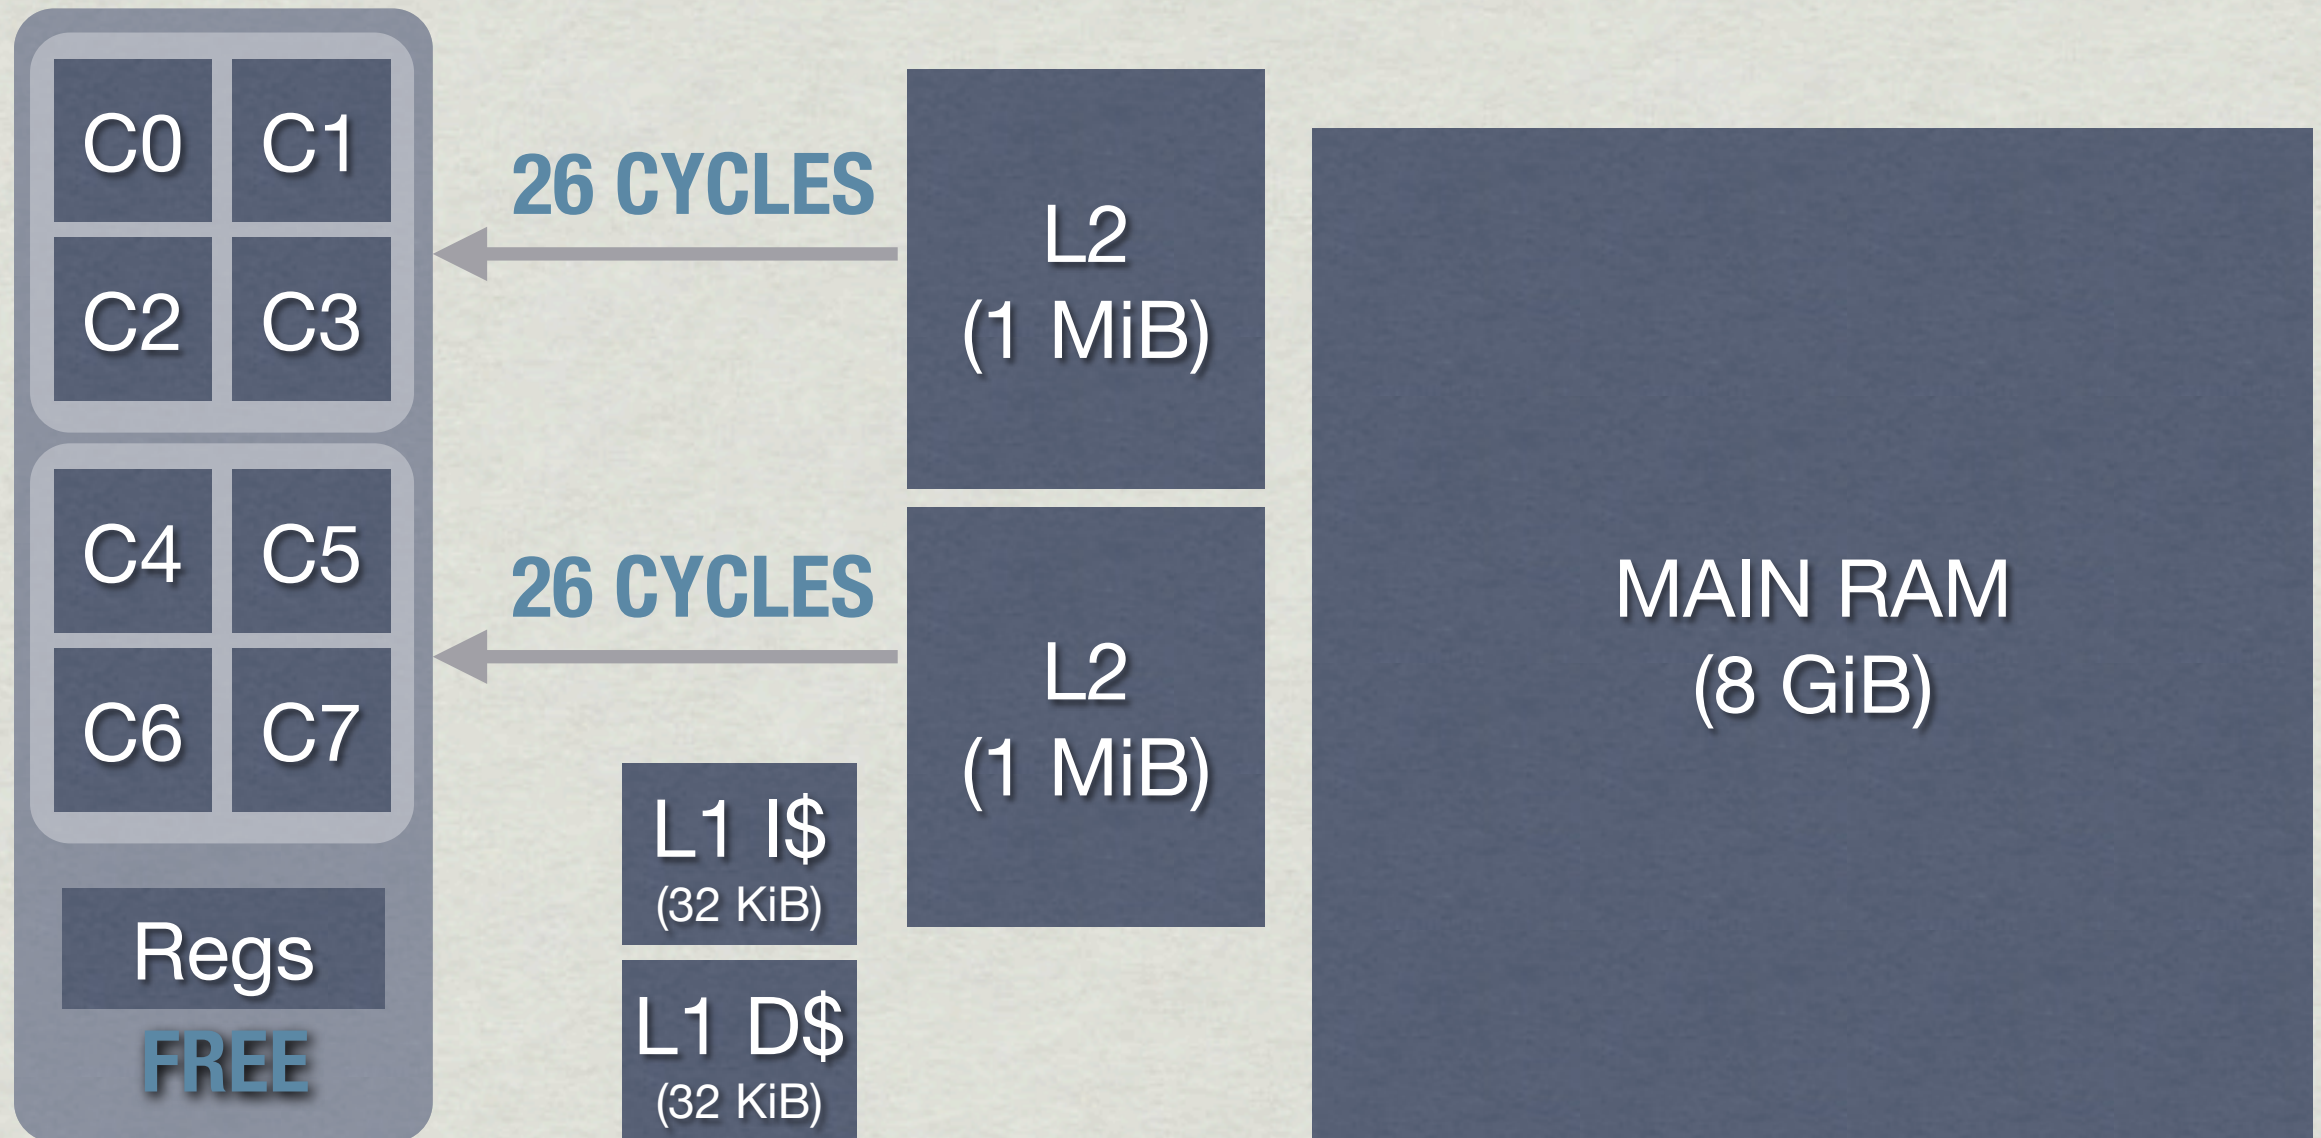 C0 C1
C2 C3
C4 C5
C6 C7
Regs
FREE
26 CYCLES
26 CYCLES
L1 I$
(32 KiB)
L1 D$
(32 KiB)
L2
(1 MiB)
L2
(1 MiB)
MAIN RAM
(8 GiB)